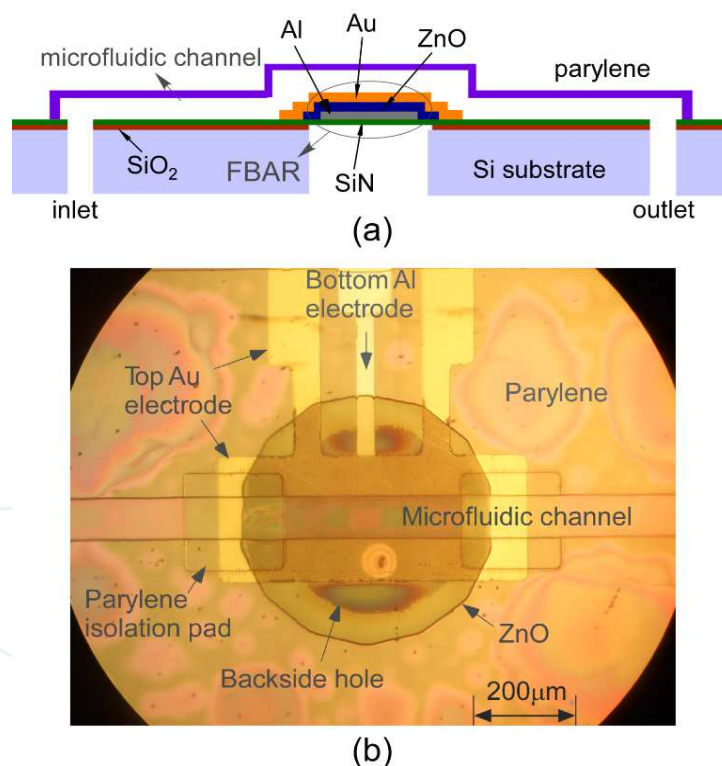 Al
Au
ZnO
microfluidic channel
parylene
SiO₂
FBAR
SiN
Si substrate
inlet
outlet
(a)
Bottom Al
electrode
Top Au
electrode
Parylene
Microfluidic channel
Parylene
isolation pad
ZnO
Backside hole
200μm
(b)